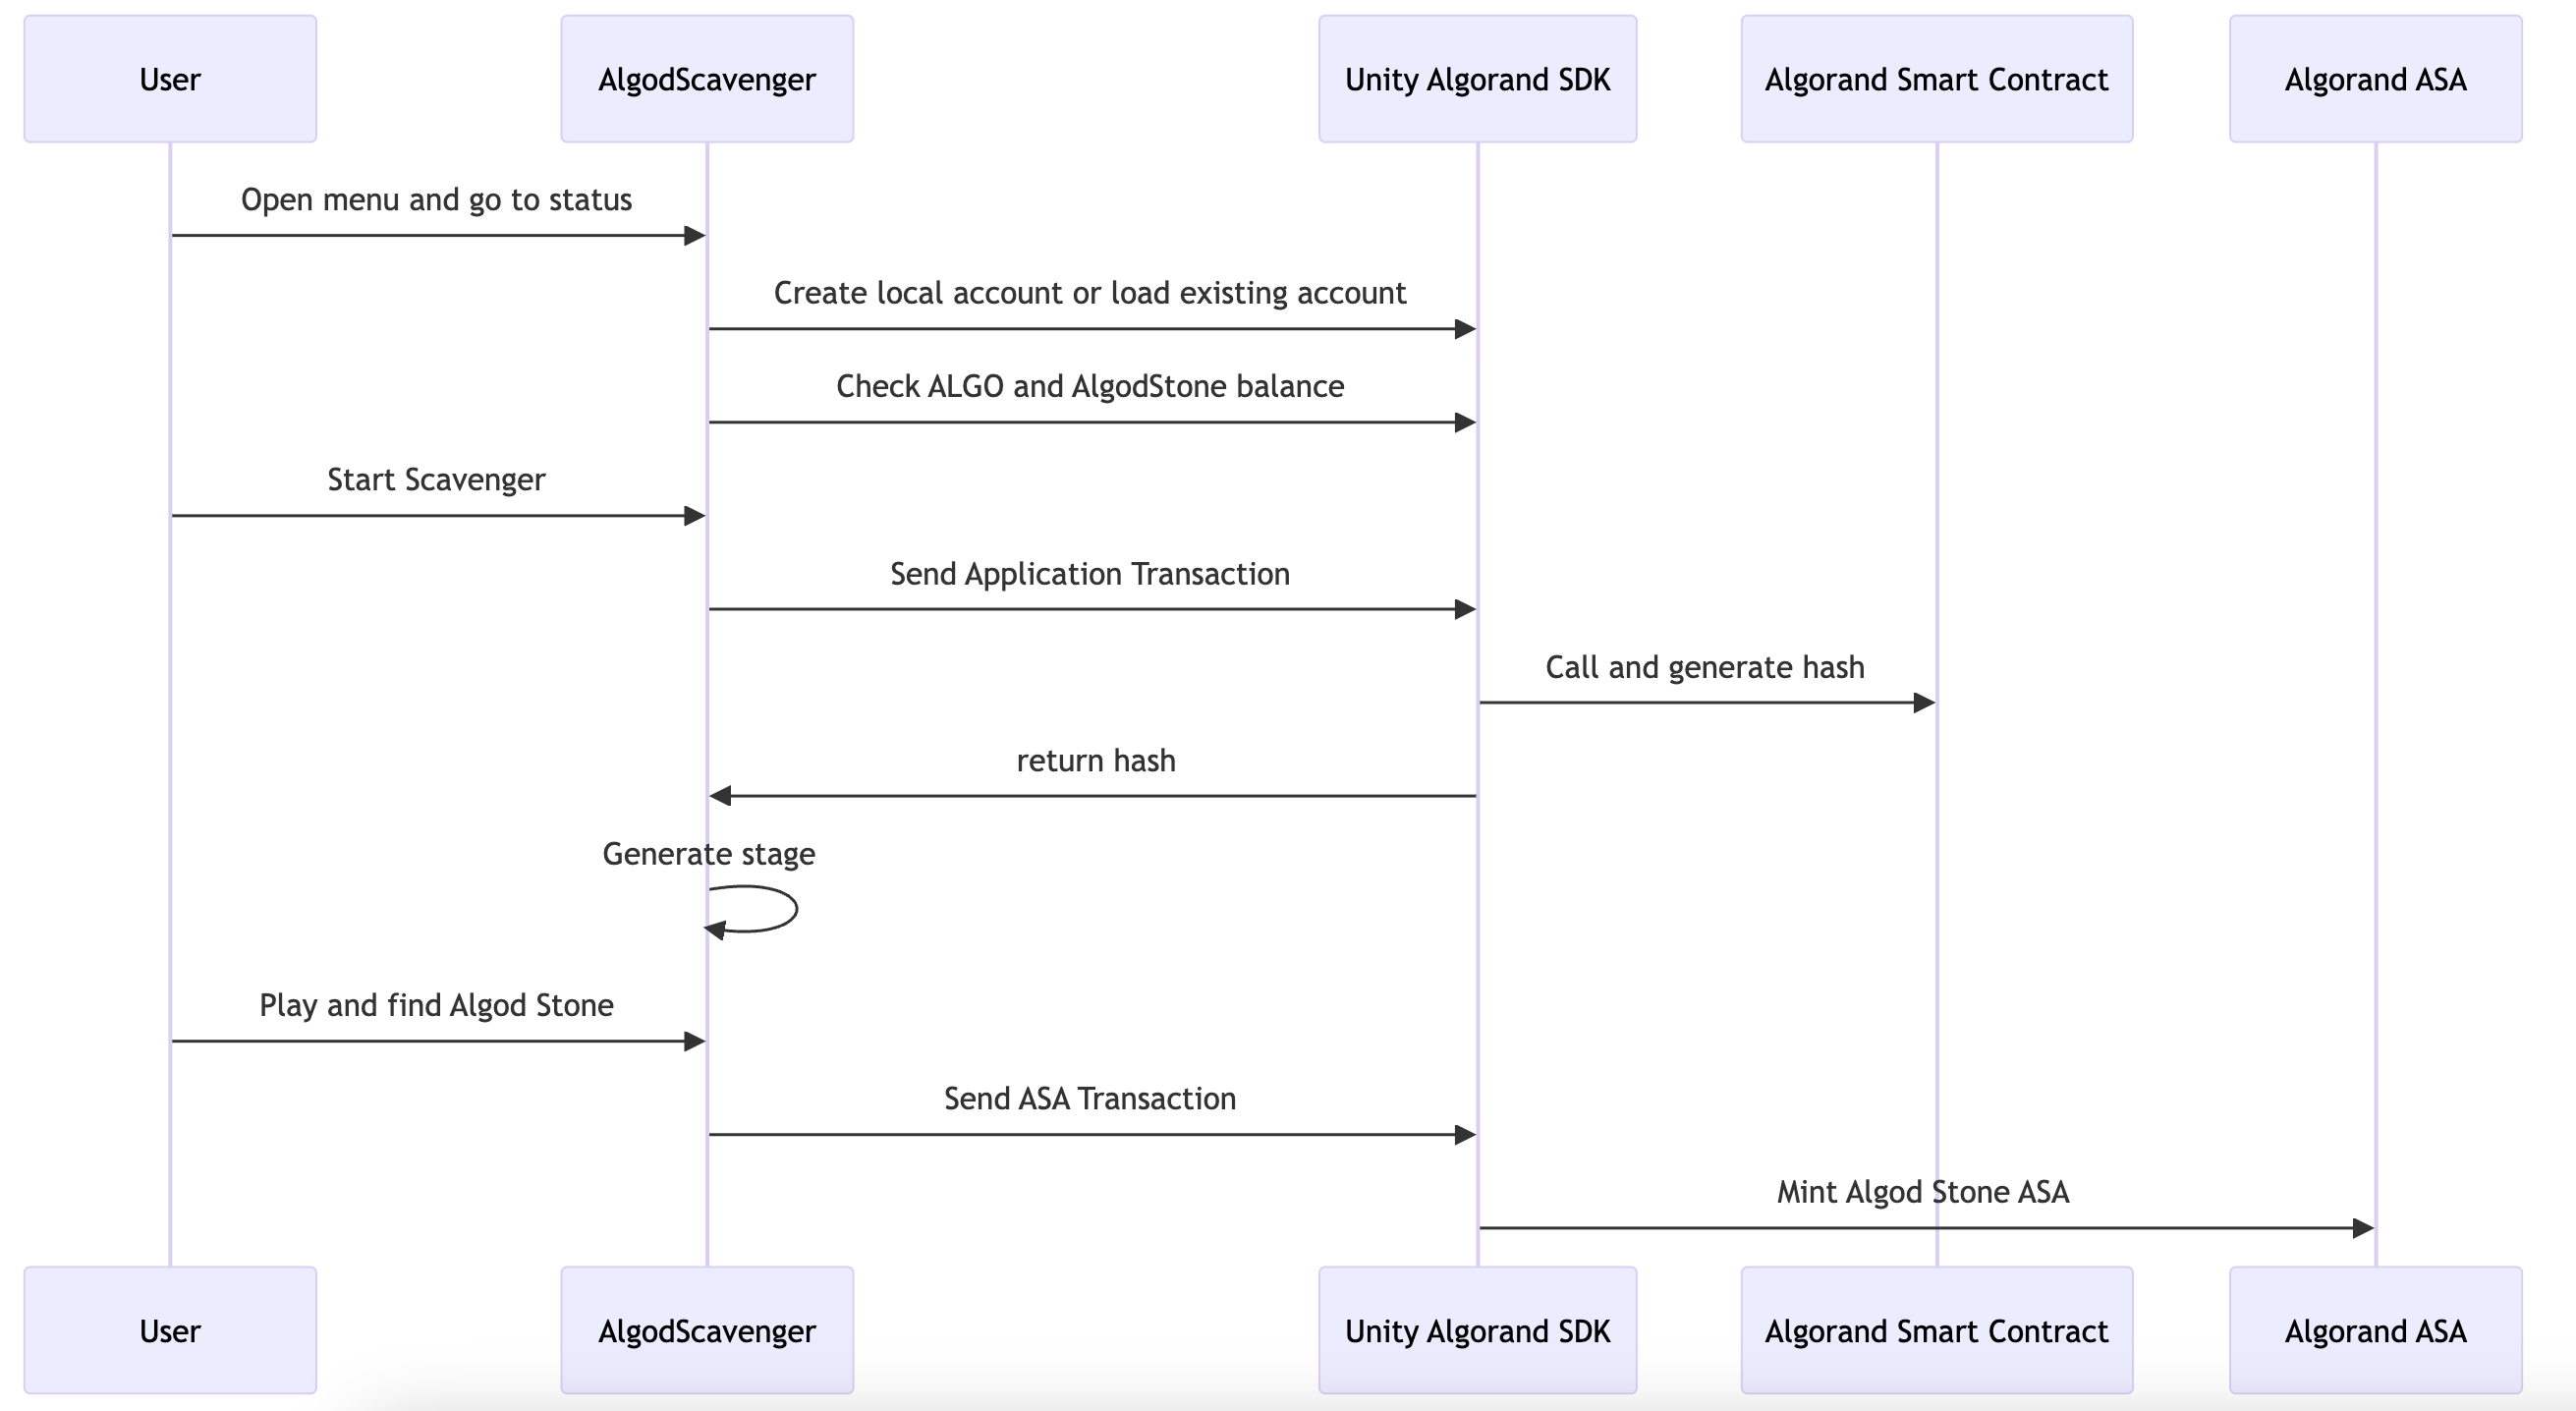 User
AlgodScavenger
Unity Algorand SDK
Algorand Smart Contract
Algorand ASA
Open menu and go to status
Create local account or load existing account
Check ALGO and AlgodStone balance
Start Scavenger
Send Application Transaction
Call and generate hash
return hash
Generate stage
Play and find Algod Stone
Send ASA Transaction
Mint Algod Stone ASA
User
AlgodScavenger
Unity Algorand SDK
Algorand Smart Contract
Algorand ASA